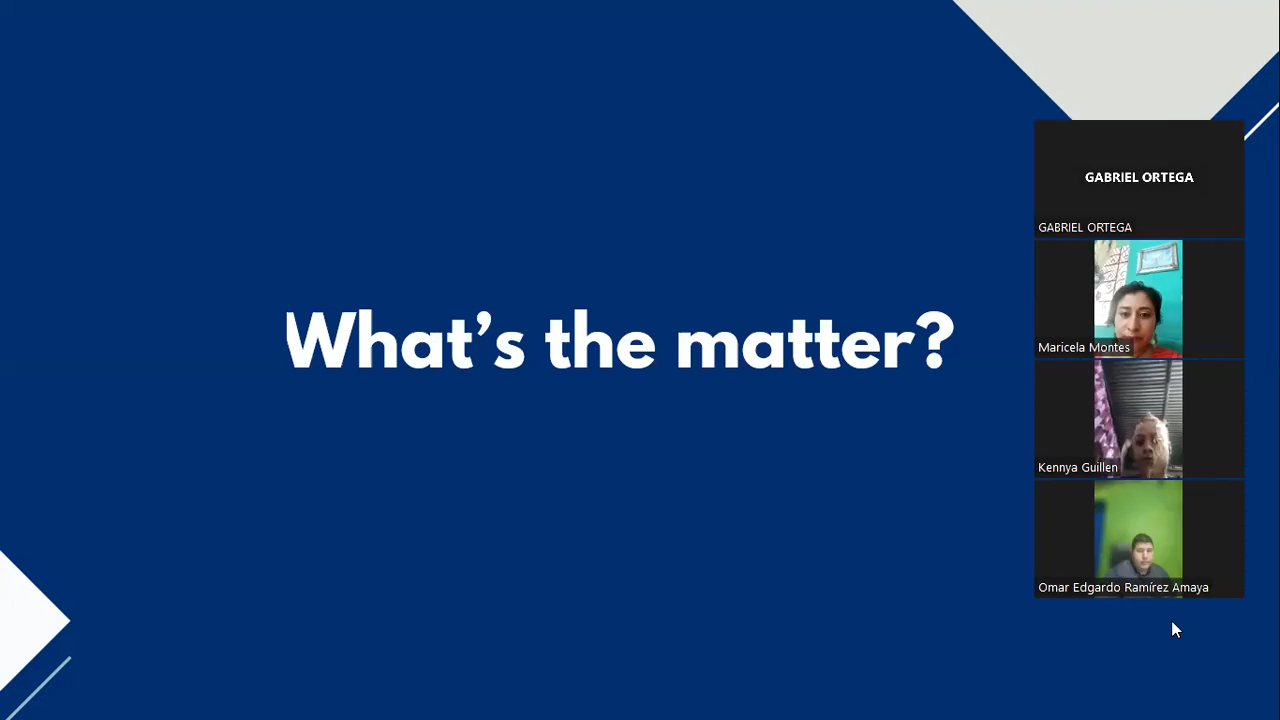 What's the matter?
GABRIEL ORTEGA
GABRIEL ORTEGA
Maricela Montes
Kennya Guillen
Omar Edgardo Ramírez Amaya